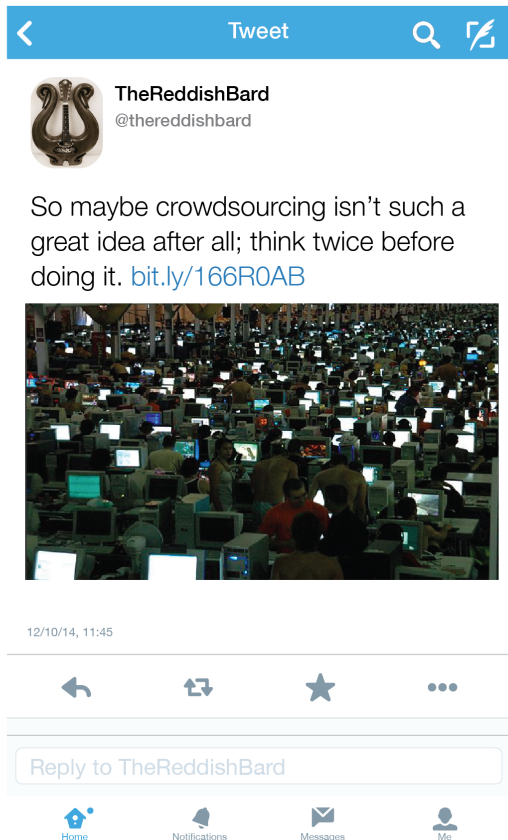 Tweet
TheReddishBard
@thereddishbard
So maybe crowdsourcing isn’t such a
great idea after all; think twice before
doing it. bit.ly/166R0AB
23
12/10/14, 11:45
Reply to TheReddishBard
Home
Notifications
Messages
Me